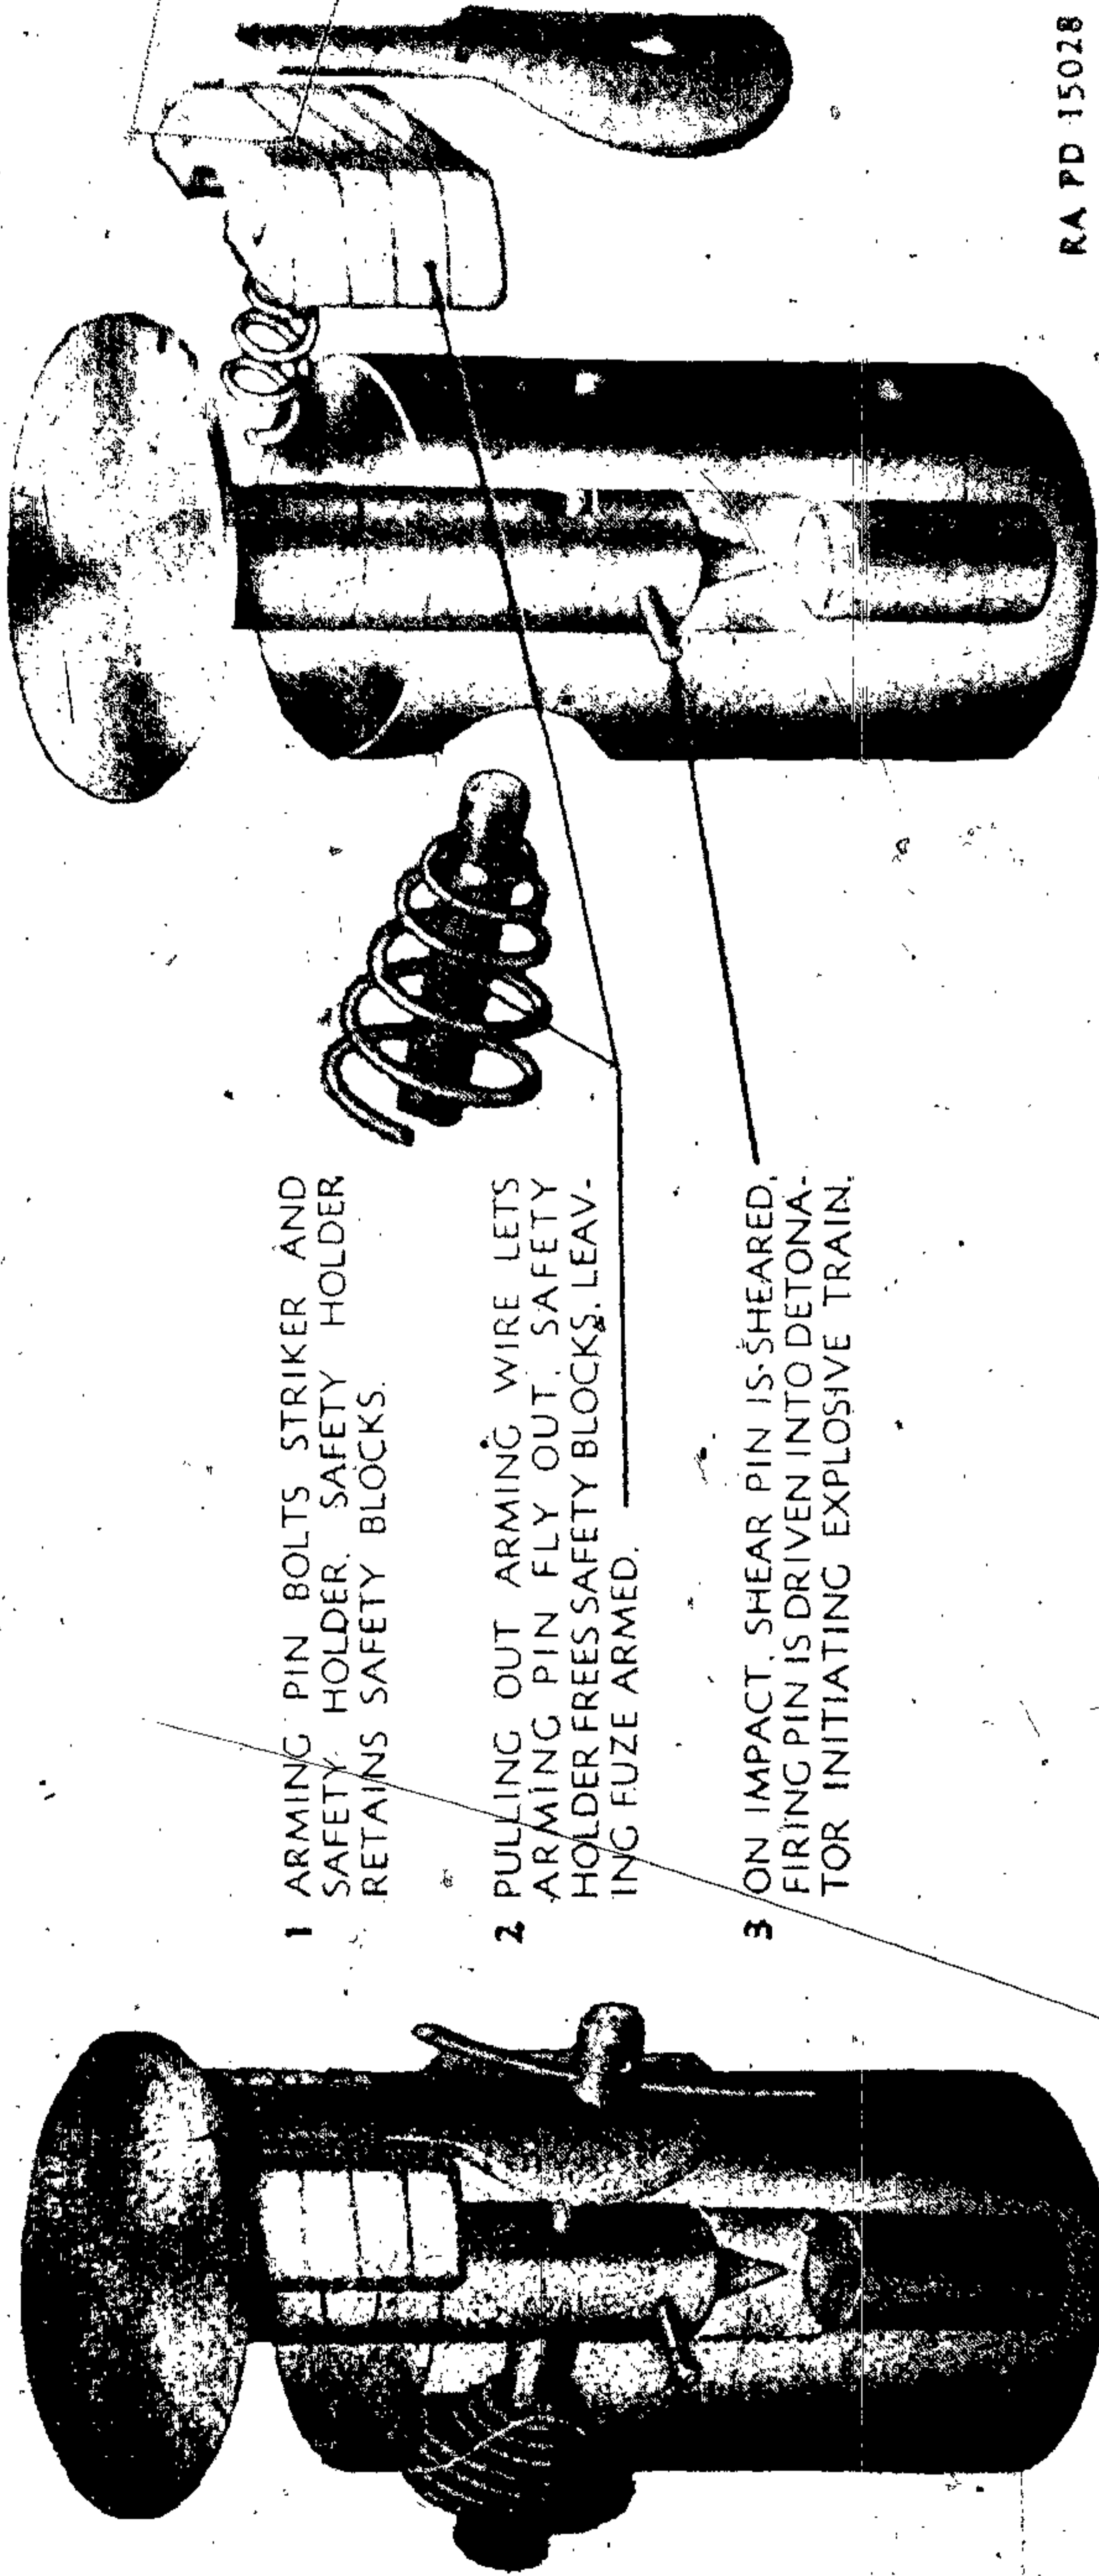 1 ARMING PIN BOLTS STRIKER AND
SAFETY HOLDER. SAFETY HOLDER
RETAINS SAFETY BLOCKS.
2 PULLING OUT ARMING WIRE LETS
ARMING PIN FLY OUT. SAFETY
HOLDER FREES SAFETY BLOCKS, LEAV-
ING FUZE ARMED.
3 ON IMPACT, SHEAR PIN IS SHEARED,
FIRING PIN IS DRIVEN INTO DETONA-
TOR INITIATING EXPLOSIVE TRAIN.
RA PD 15028